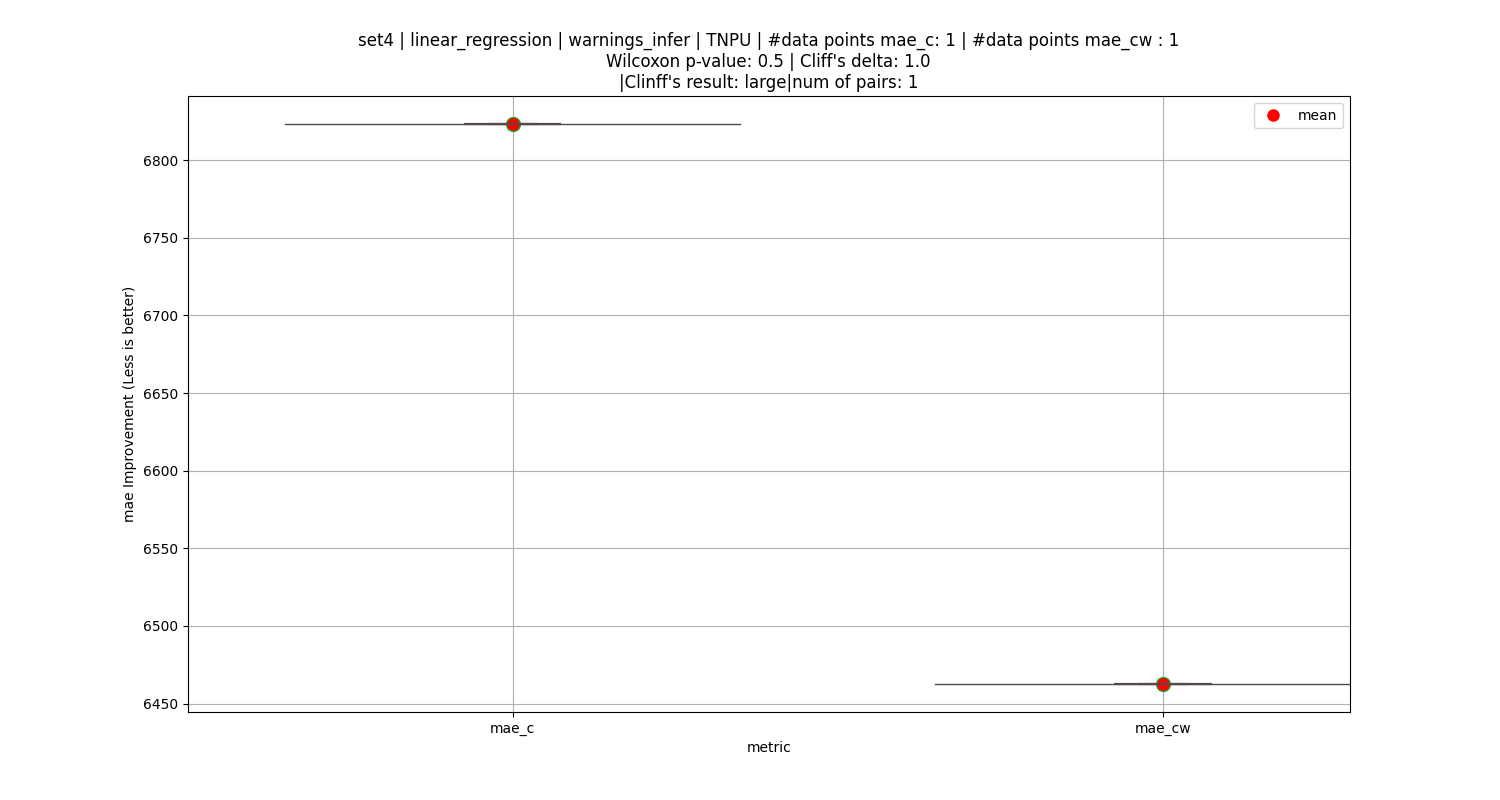 set4 | linear_regression | warnings_infer | TNPU | #data points mae_c: 1 | #data points mae_cw : 1
Wilcoxon p-value: 0.5 | Cliff's delta: 1.0
|Clinff's result: large|num of pairs: 1
mean
mae Improvement (Less is better)
6800
6750
6700
6650
6600
6550
6500
6450
mae_c
mae_cw
metric